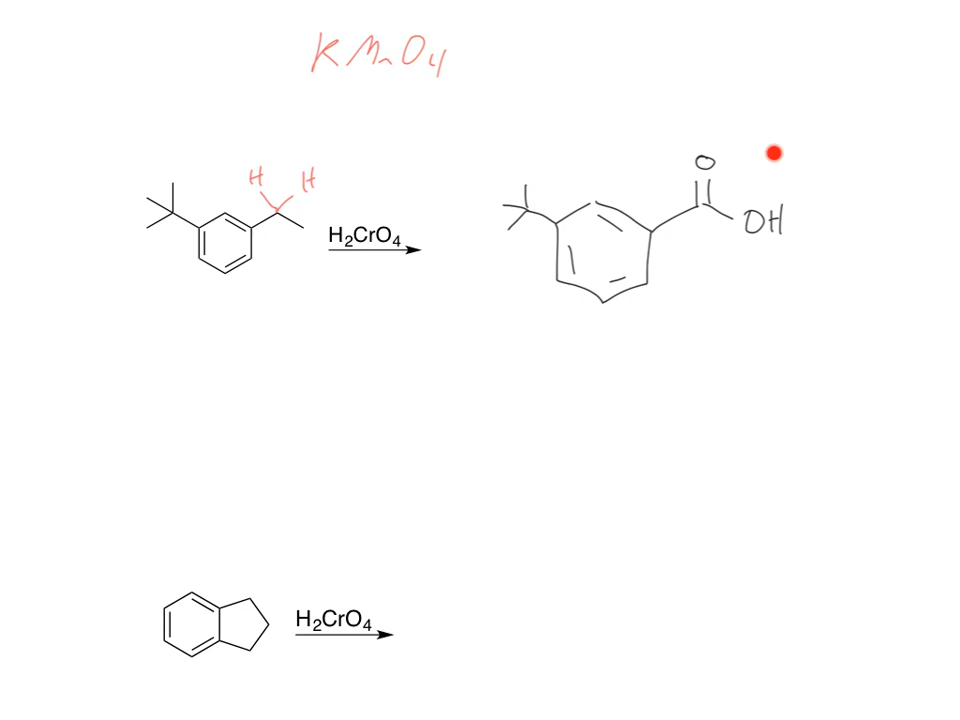 KMnO4
H H
O
OH
H₂CrO₄
H₂CrO₄